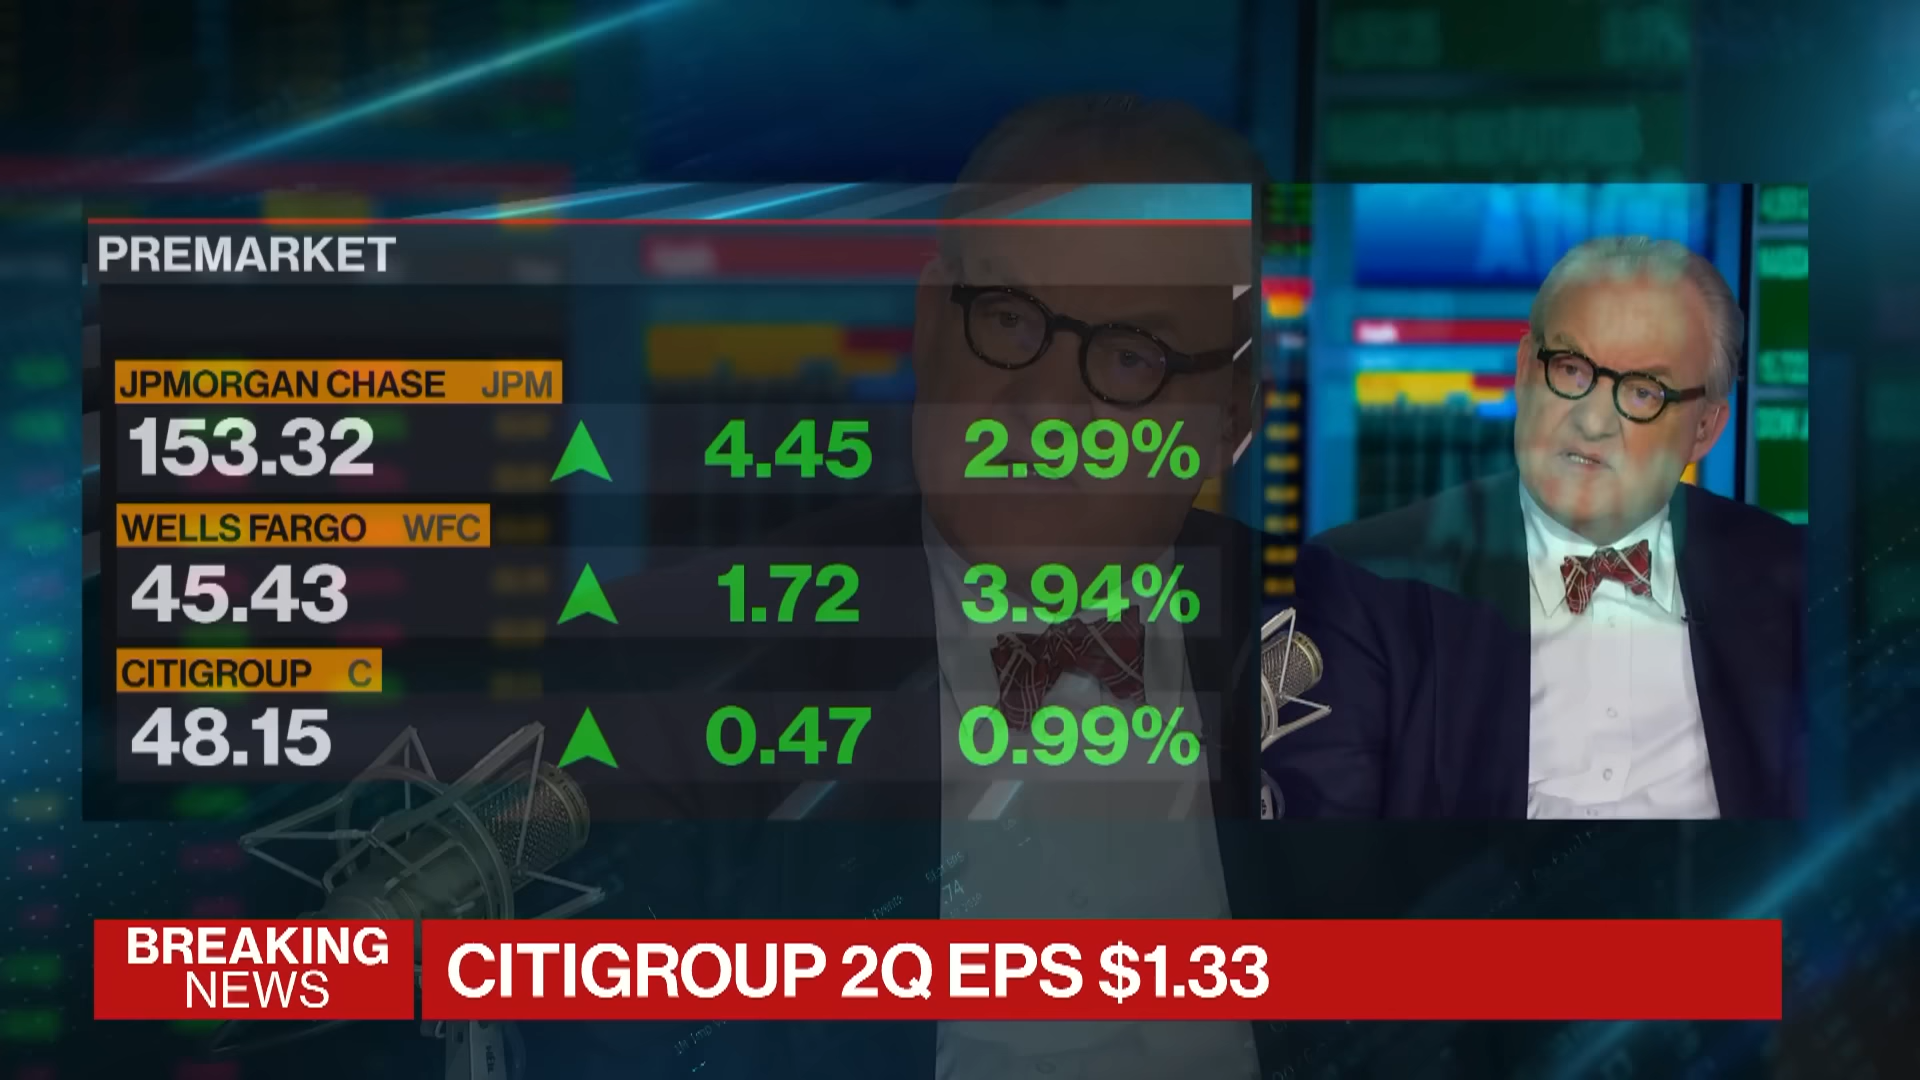 PREMARKET
JPMORGAN CHASE JPM
153.32 4.45 2.99%
WELLS FARGO WFC
45.43 1.72 3.94%
CITIGROUP C
48.15 0.47 0.99%
BREAKING
NEWS
CITIGROUP 2Q EPS $1.33